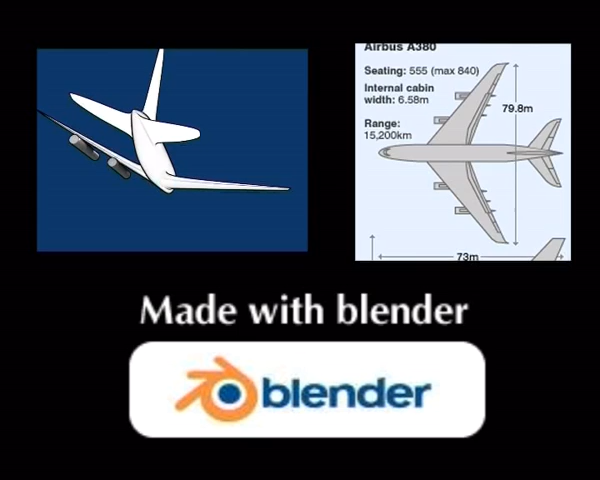 Airbus A380
Seating: 555 (max 840)
Internal cabin
width: 6.58m
79.8m
Range:
15,200km
73m
Made with blender
blender